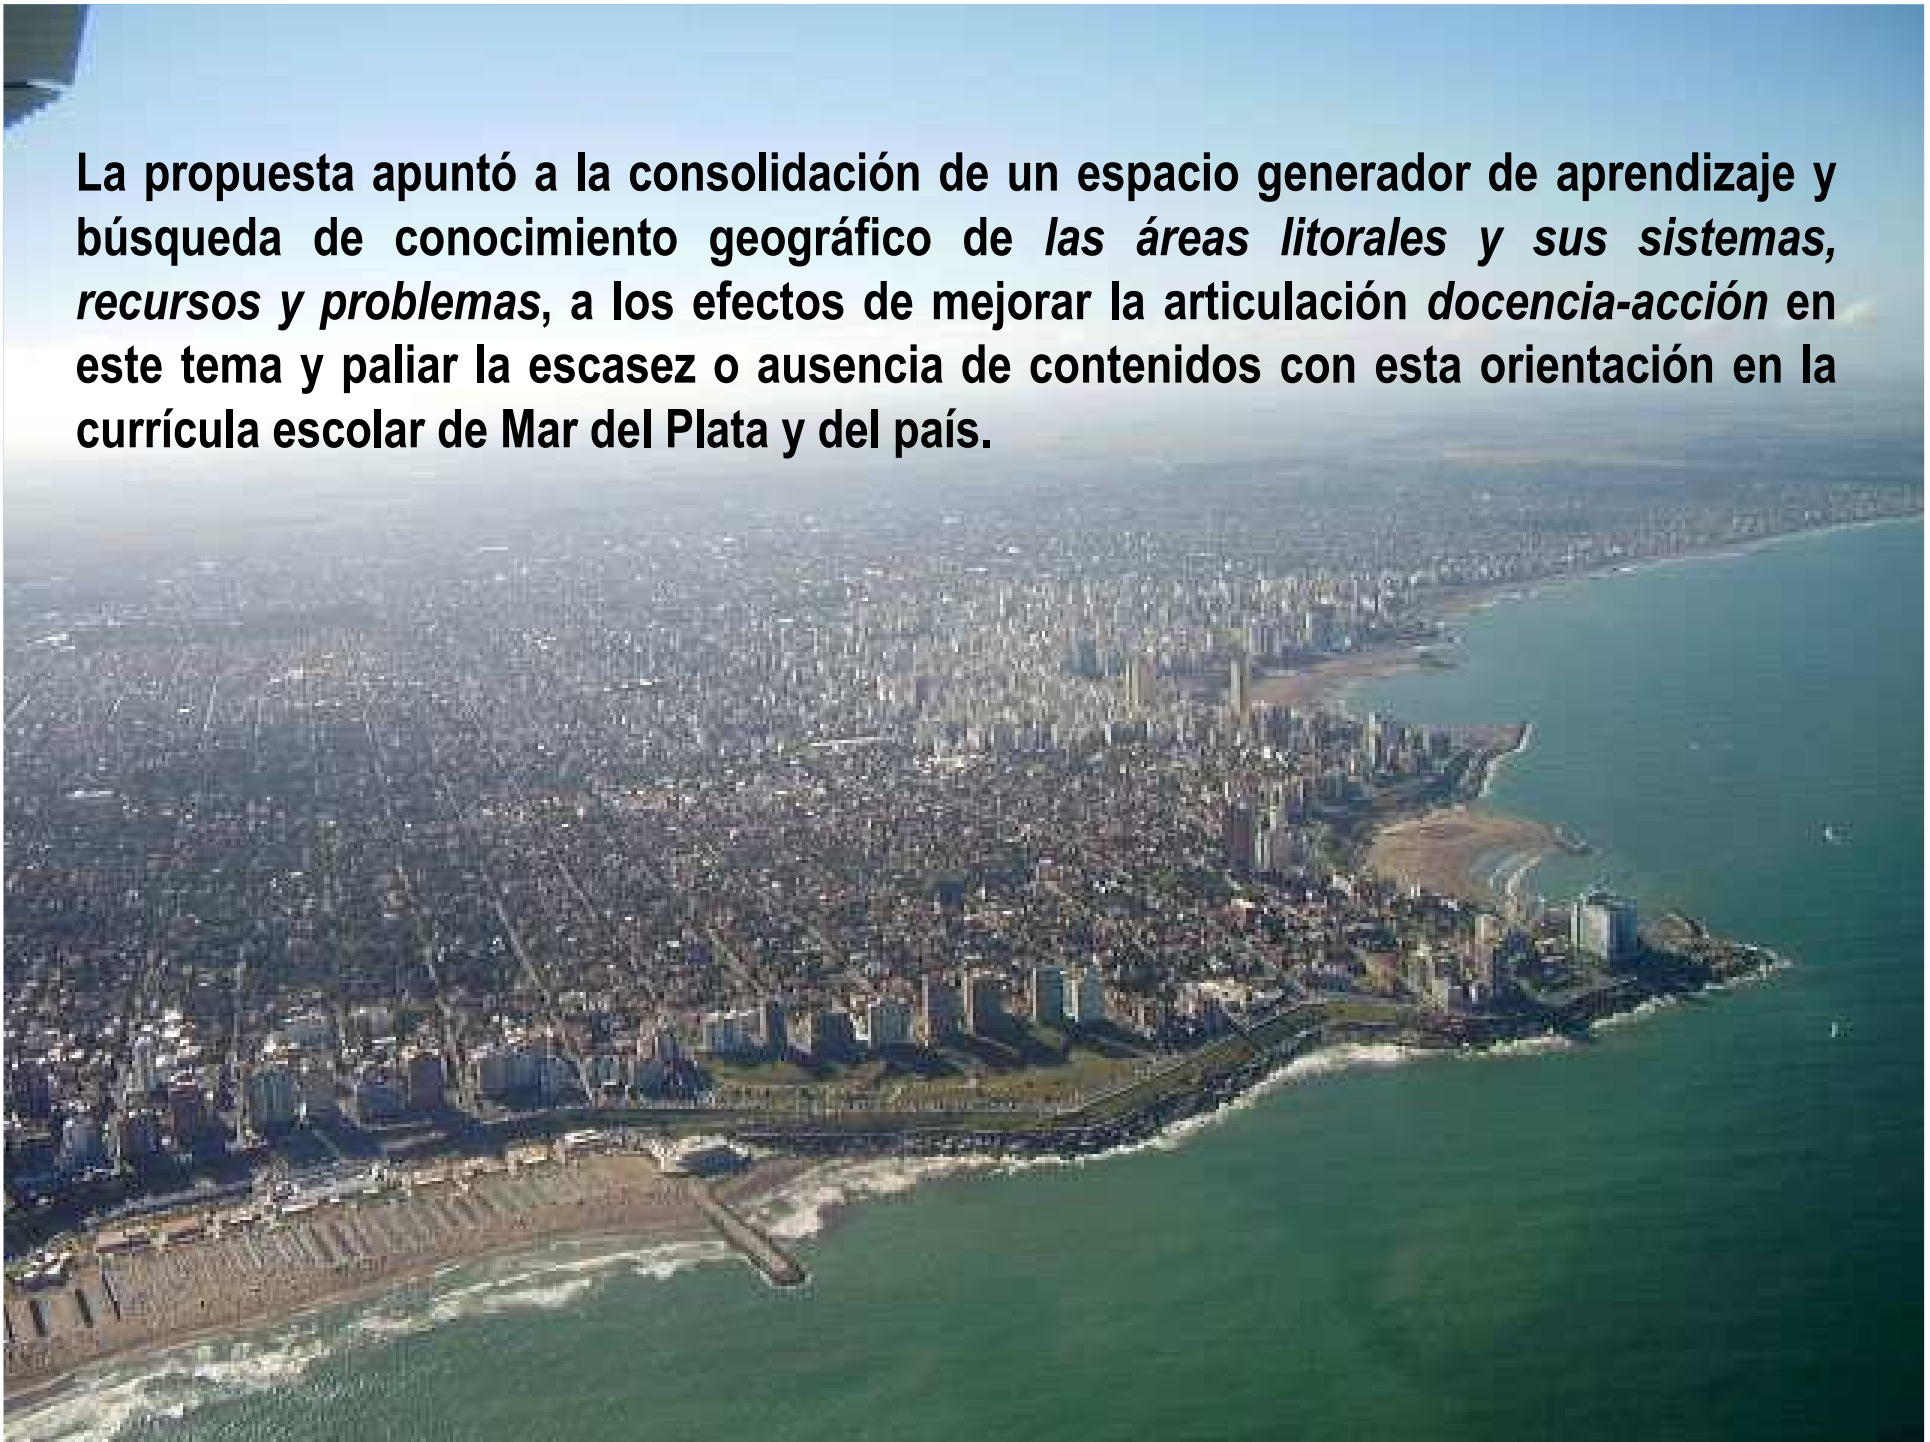 La propuesta apuntó a la consolidación de un espacio generador de aprendizaje y
búsqueda de conocimiento geográfico de las áreas litorales y sus sistemas,
recursos y problemas, a los efectos de mejorar la articulación docencia-acción en
este tema y paliar la escasez o ausencia de contenidos con esta orientación en la
currícula escolar de Mar del Plata y del país.